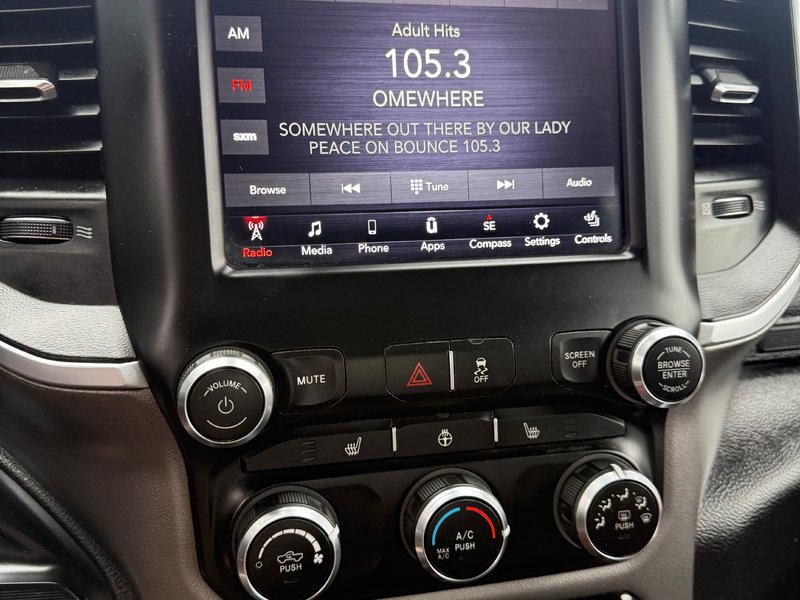 Adult Hits
AM
105.3
FM
OMEWHERE
sxm
SOMEWHERE OUT THERE BY OUR LADY
PEACE ON BOUNCE 105.3
Browse
Tune
Audio
Radio
Media
Phone
Apps
SE
Compass
Settings
Controls
VOLUME
MUTE
OFF
SCREEN
OFF
TUNE
BROWSE
ENTER
SCROLL
PUSH
MAX
A/C
A/C
PUSH
PUSH